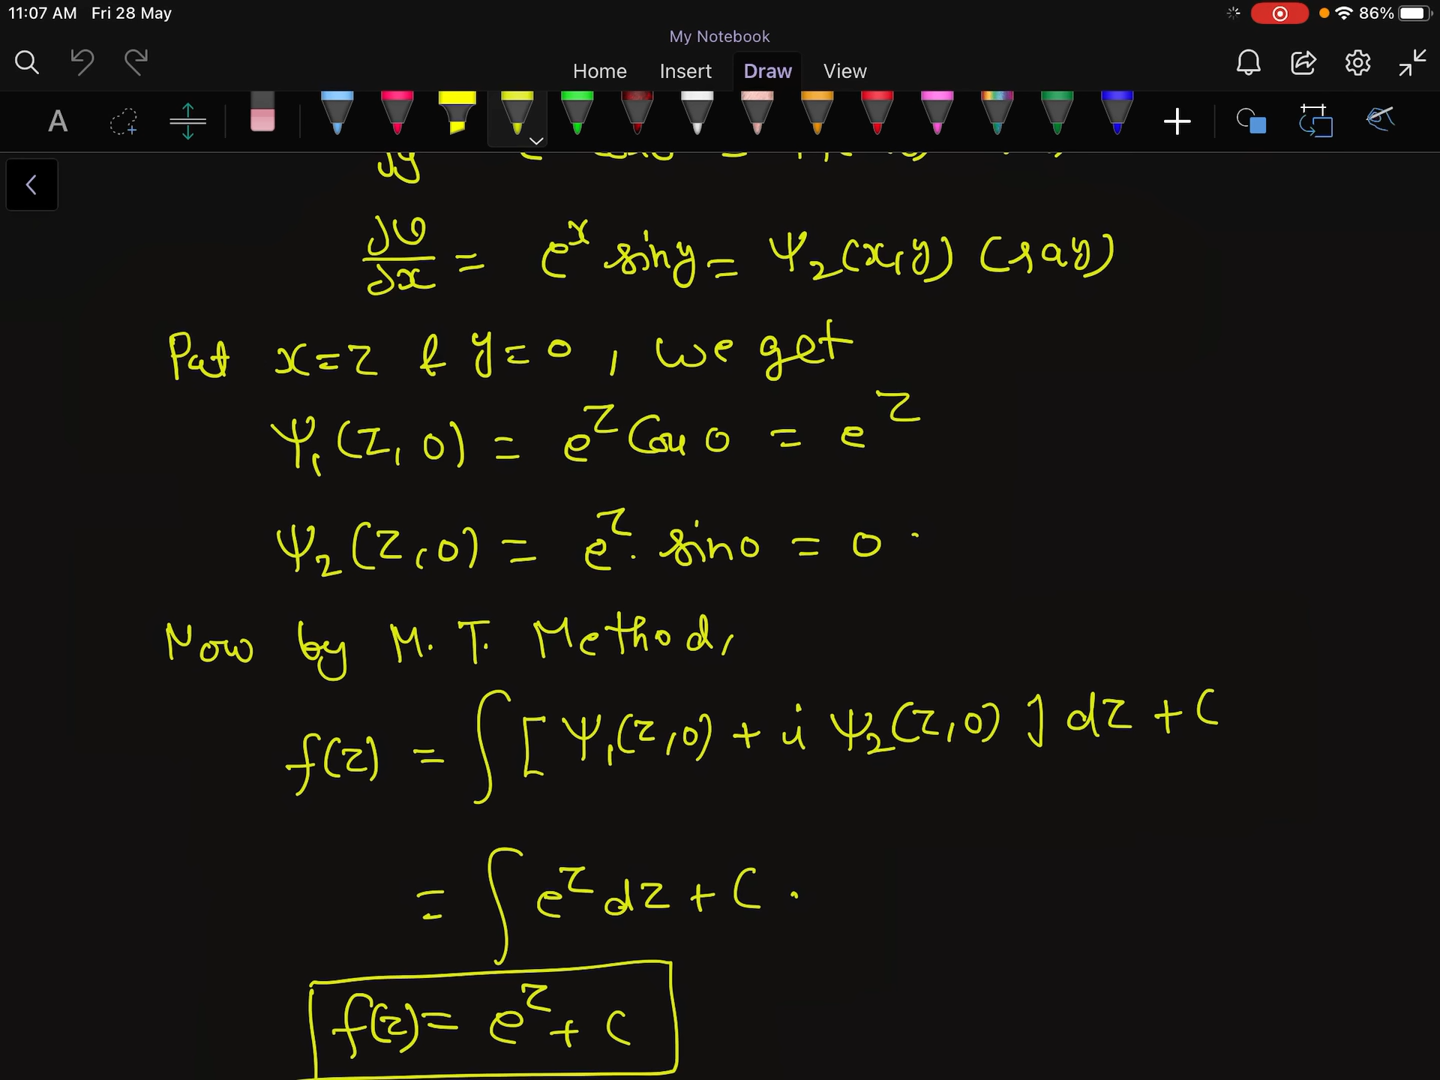 11:07 AM Fri 28 May
86%
My Notebook
Home Insert Draw View
A
∂v/∂x = e^x sin y = Ψ₂(x,y) (say)
Put x=z & y=0, we get
Ψ₁(z,0) = e^z Cos 0 = e^z
Ψ₂(z,0) = e^z. sin 0 = 0.
Now by M. T. Method,
f(z) = ∫ [Ψ₁(z,0) + i Ψ₂(z,0)] dz + C
= ∫ e^z dz + C.
f(z) = e^z + C